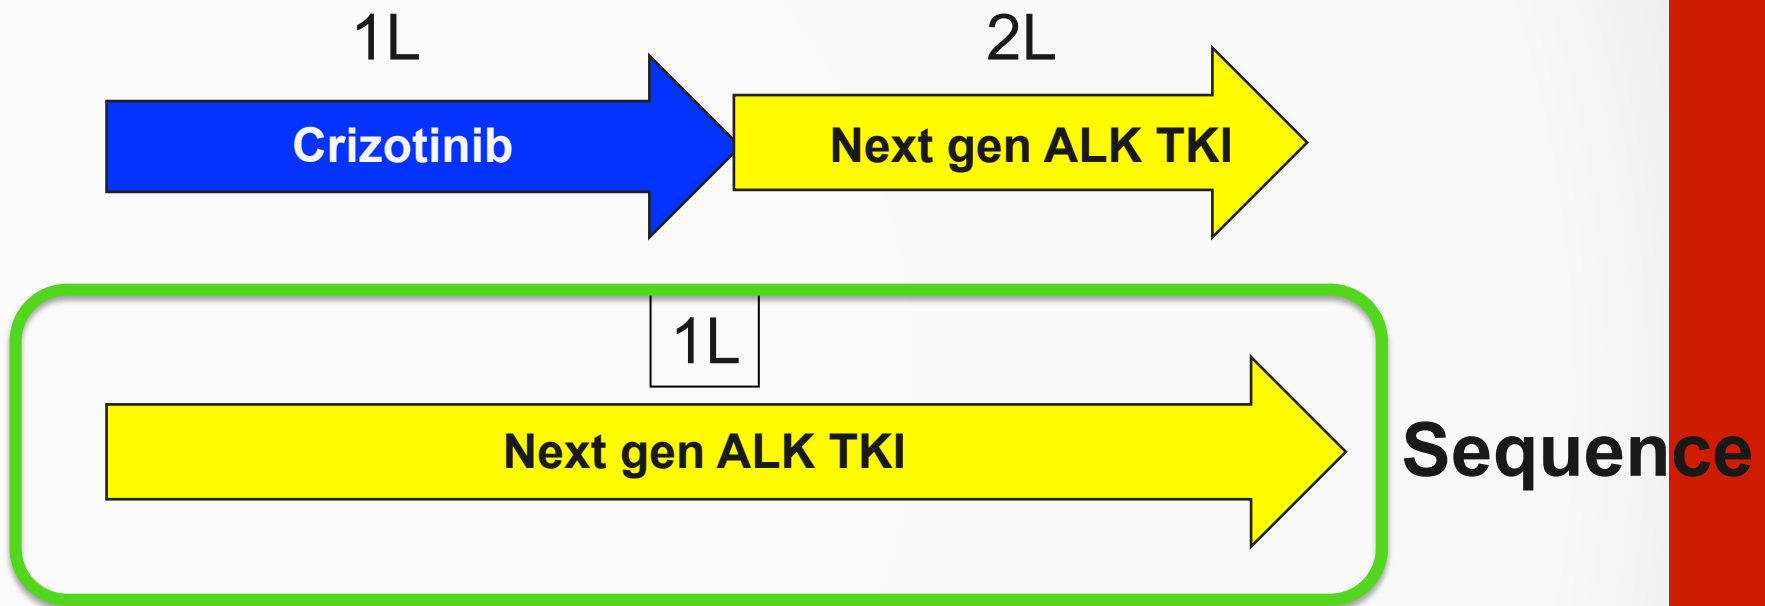 1L
2L
Crizotinib
Next gen ALK TKI
1L
Next gen ALK TKI
Sequence